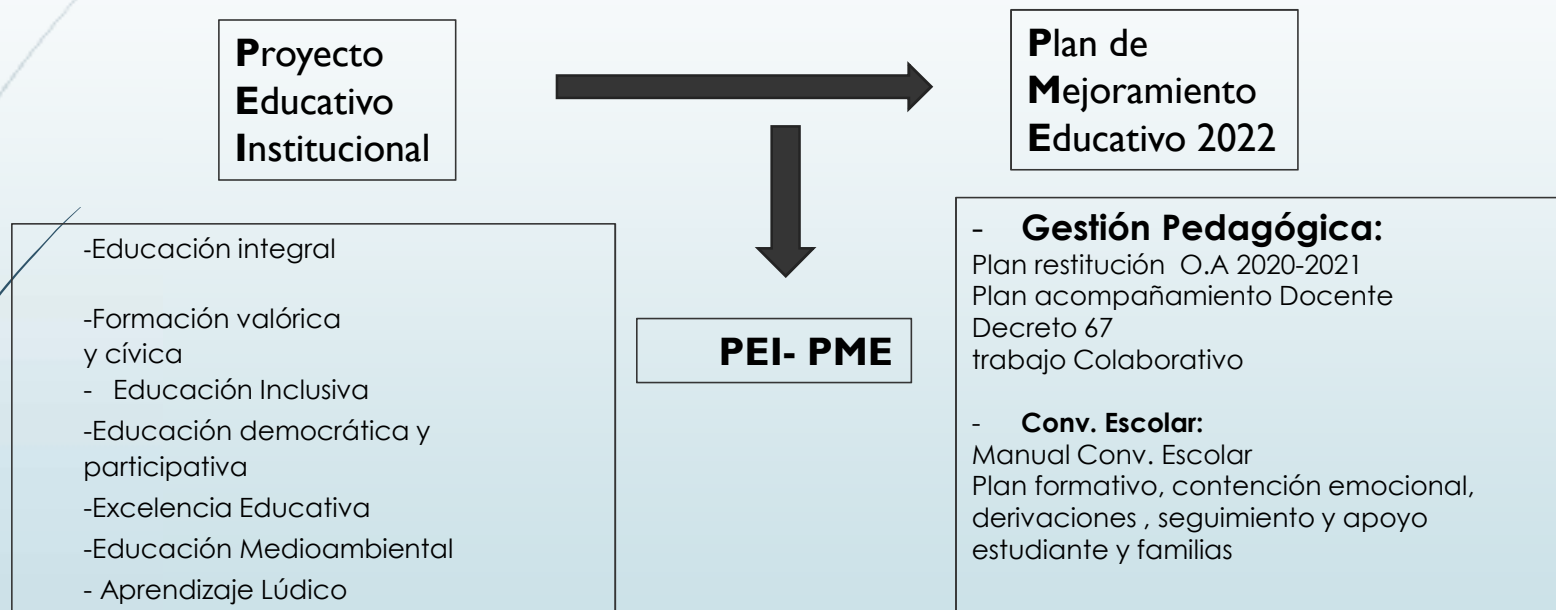 Proyecto
Educativo
Institucional
Plan de
Mejoramiento
Educativo 2022
-Educación integral
-Formación valórica
y cívica
- Educación Inclusiva
-Educación democrática y
participativa
-Excelencia Educativa
-Educación Medioambiental
- Aprendizaje Lúdico
PEI- PME
- Gestión Pedagógica:
Plan restitución O.A 2020-2021
Plan acompañamiento Docente
Decreto 67
trabajo Colaborativo
- Conv. Escolar:
Manual Conv. Escolar
Plan formativo, contención emocional,
derivaciones , seguimiento y apoyo
estudiante y familias